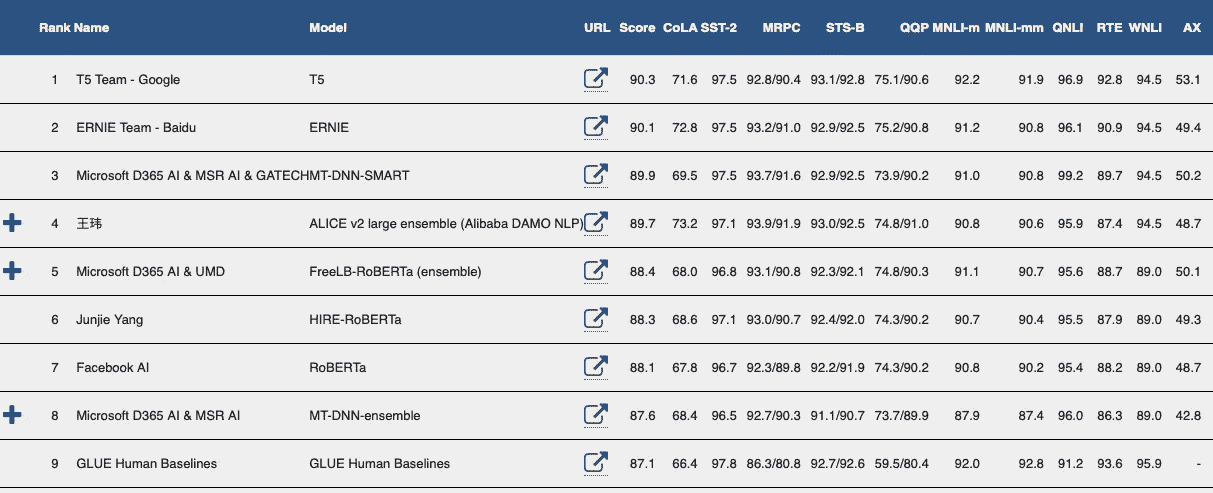 Rank Name Model URL Score CoLA SST-2 MRPC STS-B QQP MNLI-m MNLI-mm QNLI RTE WNLI AX
1 T5 Team - Google T5 90.3 71.6 97.5 92.8/90.4 93.1/92.8 75.1/90.6 92.2 91.9 96.9 92.8 94.5 53.1
2 ERNIE Team - Baidu ERNIE 90.1 72.8 97.5 93.2/91.0 92.9/92.5 75.2/90.8 91.2 90.8 96.1 90.9 94.5 49.4
3 Microsoft D365 AI & MSR AI & GATECH MT-DNN-SMART 89.9 69.5 97.5 93.7/91.6 92.9/92.5 73.9/90.2 91.0 90.8 99.2 89.7 94.5 50.2
4 王玮 ALICE v2 large ensemble (Alibaba DAMO NLP) 89.7 73.2 97.1 93.9/91.9 93.0/92.5 74.8/91.0 90.8 90.6 95.9 87.4 94.5 48.7
5 Microsoft D365 AI & UMD FreeLB-RoBERTa (ensemble) 88.4 68.0 96.8 93.1/90.8 92.3/92.1 74.8/90.3 91.1 90.7 95.6 88.7 89.0 50.1
6 Junjie Yang HIRE-RoBERTa 88.3 68.6 97.1 93.0/90.7 92.4/92.0 74.3/90.2 90.7 90.4 95.5 87.9 89.0 49.3
7 Facebook AI RoBERTa 88.1 67.8 96.7 92.3/89.8 92.2/91.9 74.3/90.2 90.8 90.2 95.4 88.2 89.0 48.7
8 Microsoft D365 AI & MSR AI MT-DNN-ensemble 87.6 68.4 96.5 92.7/90.3 91.1/90.7 73.7/89.9 87.9 87.4 96.0 86.3 89.0 42.8
9 GLUE Human Baselines GLUE Human Baselines 87.1 66.4 97.8 86.3/80.8 92.7/92.6 59.5/80.4 92.0 92.8 91.2 93.6 95.9 -